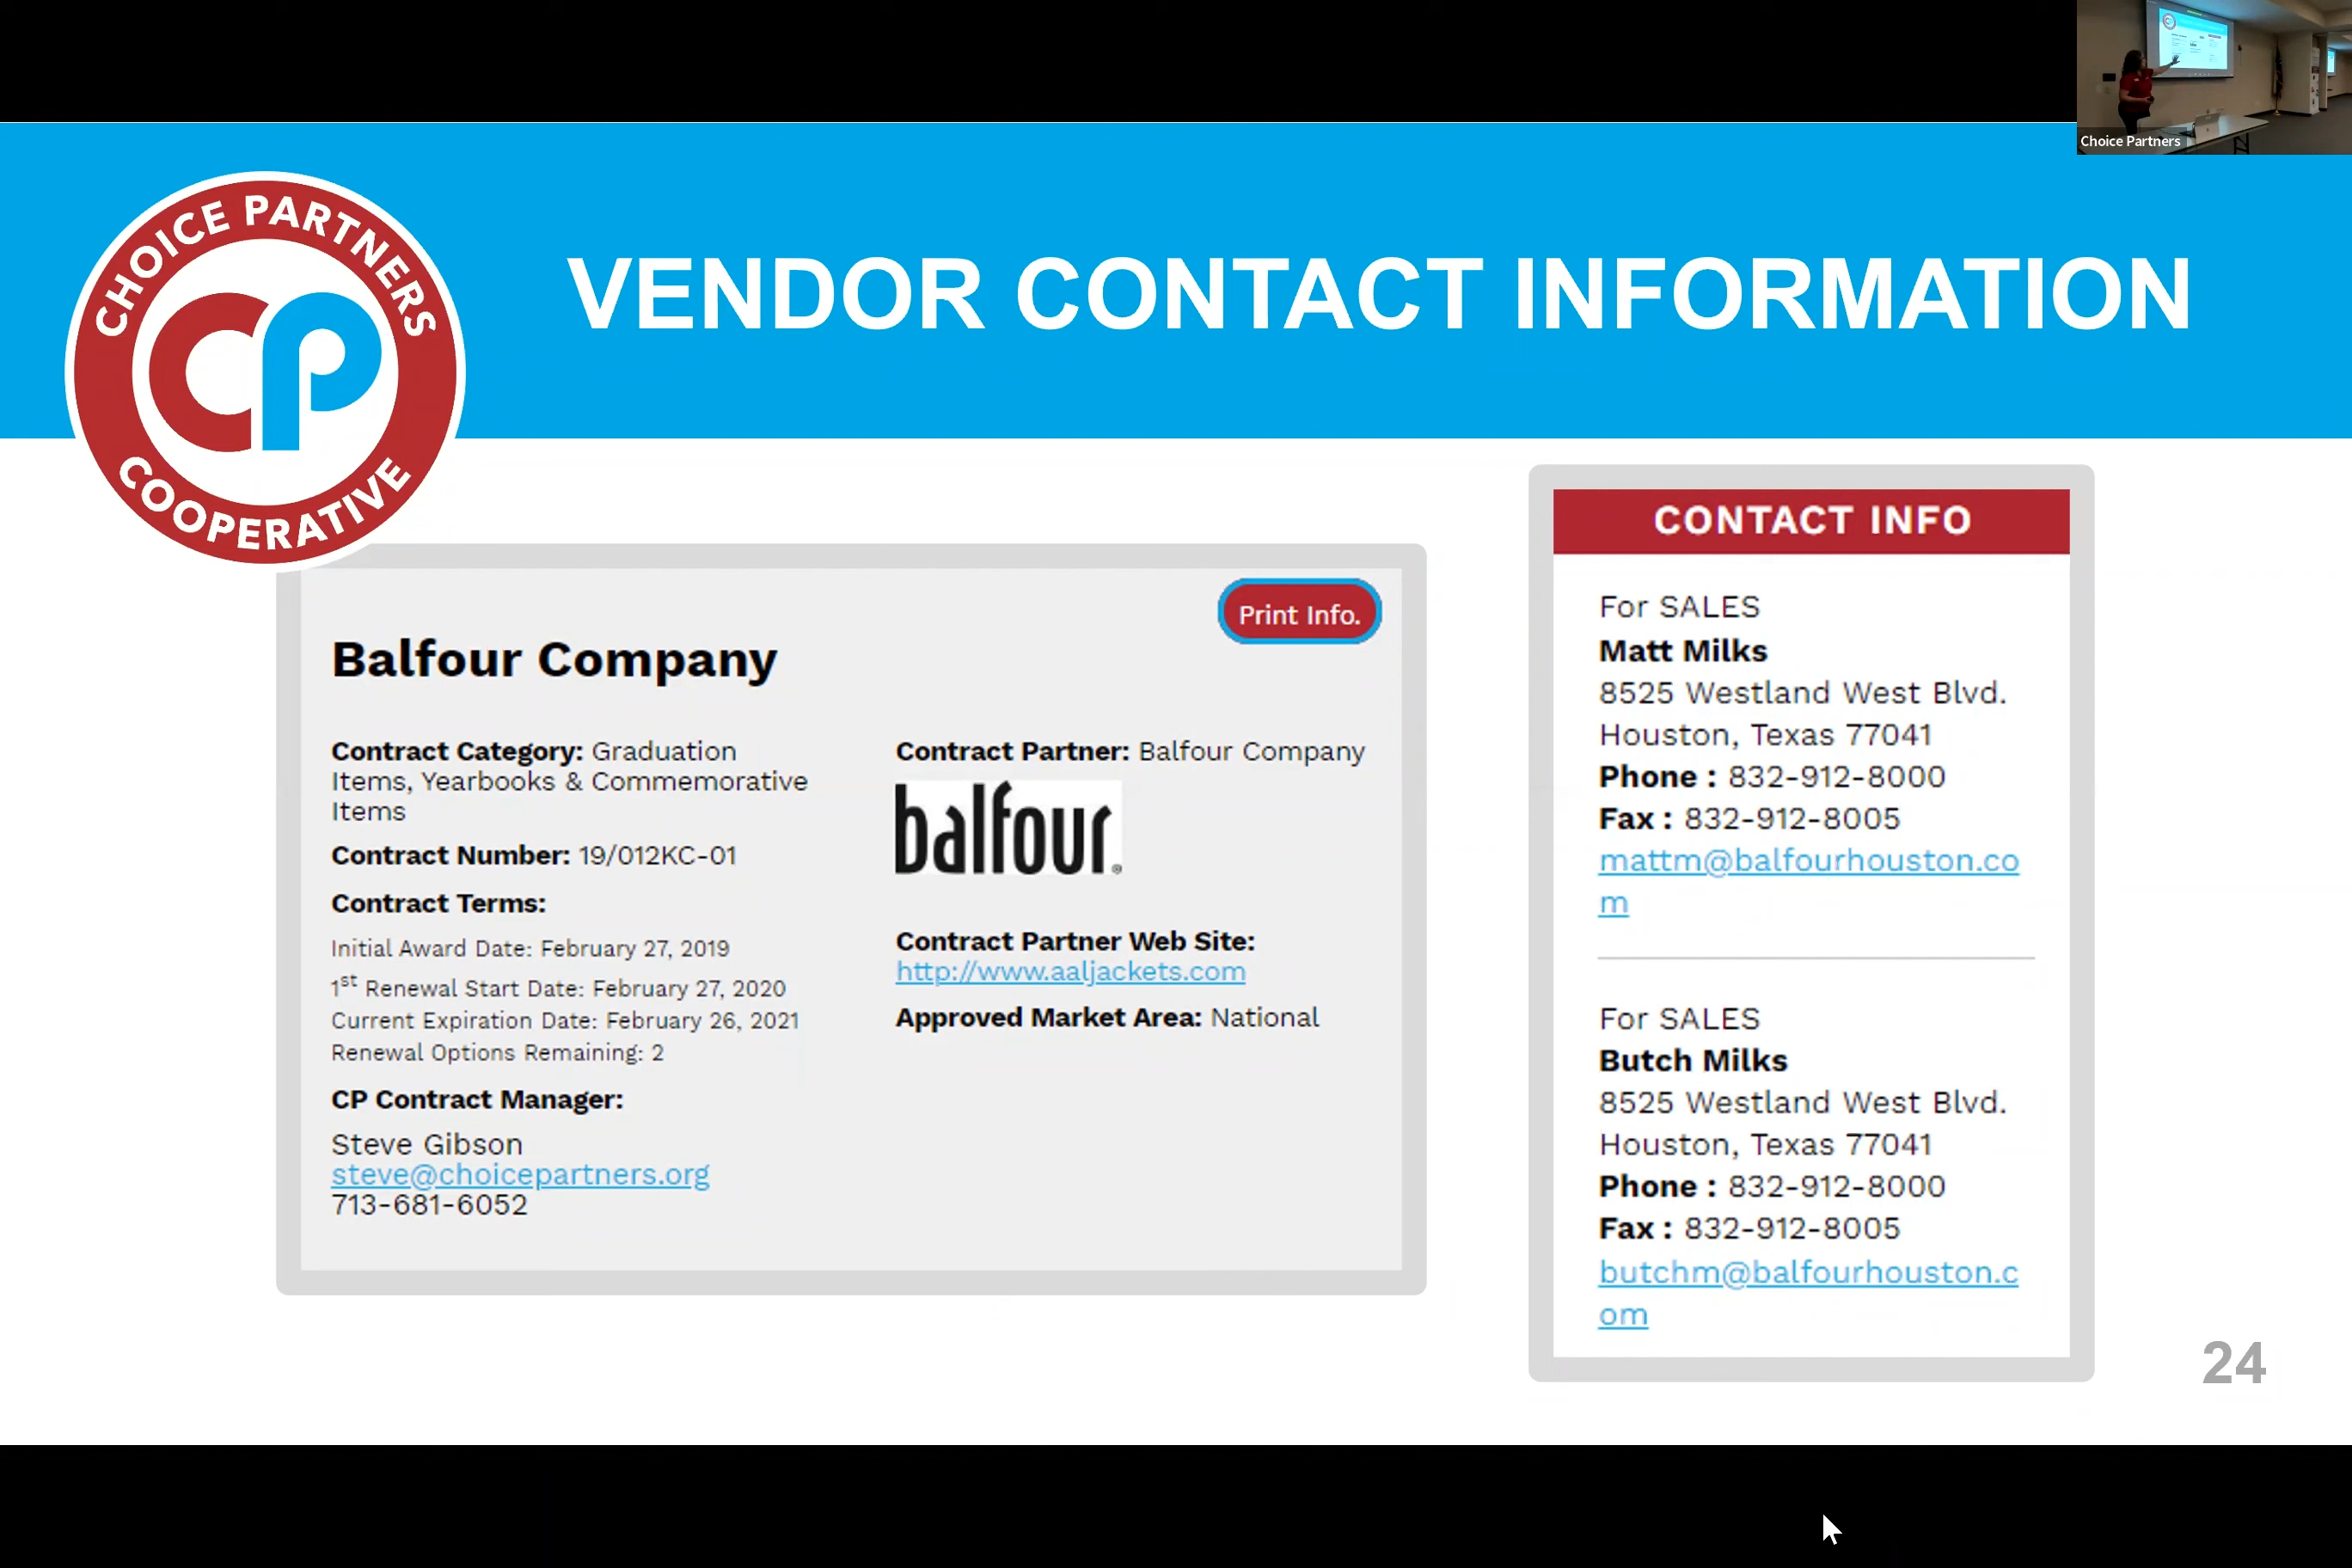 Choice Partners
CHOICE PARTNERS
CP
COOPERATIVE
VENDOR CONTACT INFORMATION
Print Info.
Balfour Company
Contract Category: Graduation
Items, Yearbooks & Commemorative
Items
Contract Number: 19/012KC-01
Contract Terms:
Initial Award Date: February 27, 2019
1st Renewal Start Date: February 27, 2020
Current Expiration Date: February 26, 2021
Renewal Options Remaining: 2
CP Contract Manager:
Steve Gibson
steve@choicepartners.org
713-681-6052
Contract Partner: Balfour Company
balfour®
Contract Partner Web Site:
http://www.aaljackets.com
Approved Market Area: National
CONTACT INFO
For SALES
Matt Milks
8525 Westland West Blvd.
Houston, Texas 77041
Phone : 832-912-8000
Fax : 832-912-8005
mattm@balfourhouston.co
m
For SALES
Butch Milks
8525 Westland West Blvd.
Houston, Texas 77041
Phone : 832-912-8000
Fax : 832-912-8005
butchm@balfourhouston.c
om
24